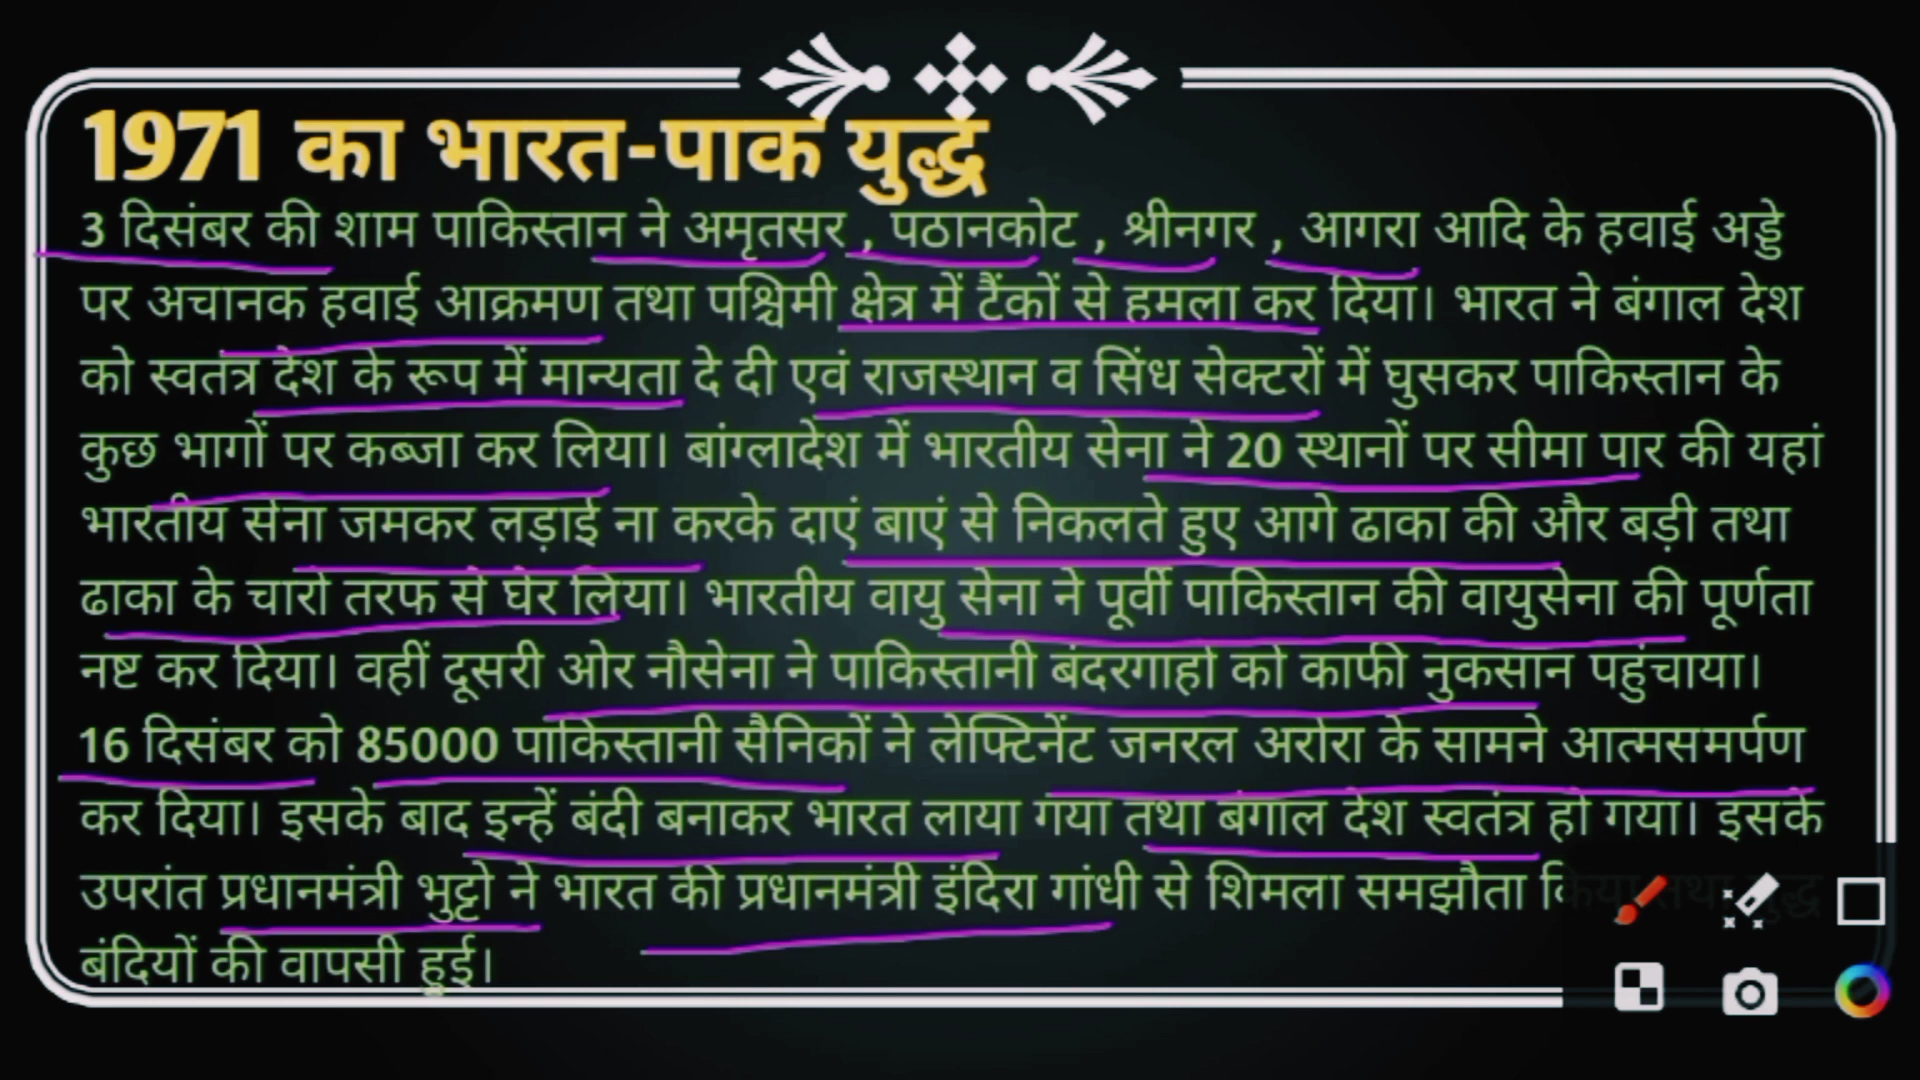 1971 का भारत-पाक युद्ध
3 दिसंबर की शाम पाकिस्तान ने अमृतसर , पठानकोट , श्रीनगर , आगरा आदि के हवाई अड्डे
पर अचानक हवाई आक्रमण तथा पश्चिमी क्षेत्र में टैंकों से हमला कर दिया। भारत ने बंगाल देश
को स्वतंत्र देश के रूप में मान्यता दे दी एवं राजस्थान व सिंध सेक्टरों में घुसकर पाकिस्तान के
कुछ भागों पर कब्जा कर लिया। बांग्लादेश में भारतीय सेना ने 20 स्थानों पर सीमा पार की यहां
भारतीय सेना जमकर लड़ाई ना करके दाएं बाएं से निकलते हुए आगे ढाका की और बड़ी तथा
ढाका के चारों तरफ से घेर लिया। भारतीय वायु सेना ने पूर्वी पाकिस्तान की वायुसेना की पूर्णता
नष्ट कर दिया। वहीं दूसरी ओर नौसेना ने पाकिस्तानी बंदरगाहों को काफी नुकसान पहुंचाया।
16 दिसंबर को 85000 पाकिस्तानी सैनिकों ने लेफ्टिनेंट जनरल अरोरा के सामने आत्मसमर्पण
कर दिया। इसके बाद इन्हें बंदी बनाकर भारत लाया गया तथा बंगाल देश स्वतंत्र हो गया। इसके
उपरांत प्रधानमंत्री भुट्टो ने भारत की प्रधानमंत्री इंदिरा गांधी से शिमला समझौता किया तथा युद्ध
बंदियों की वापसी हुई।